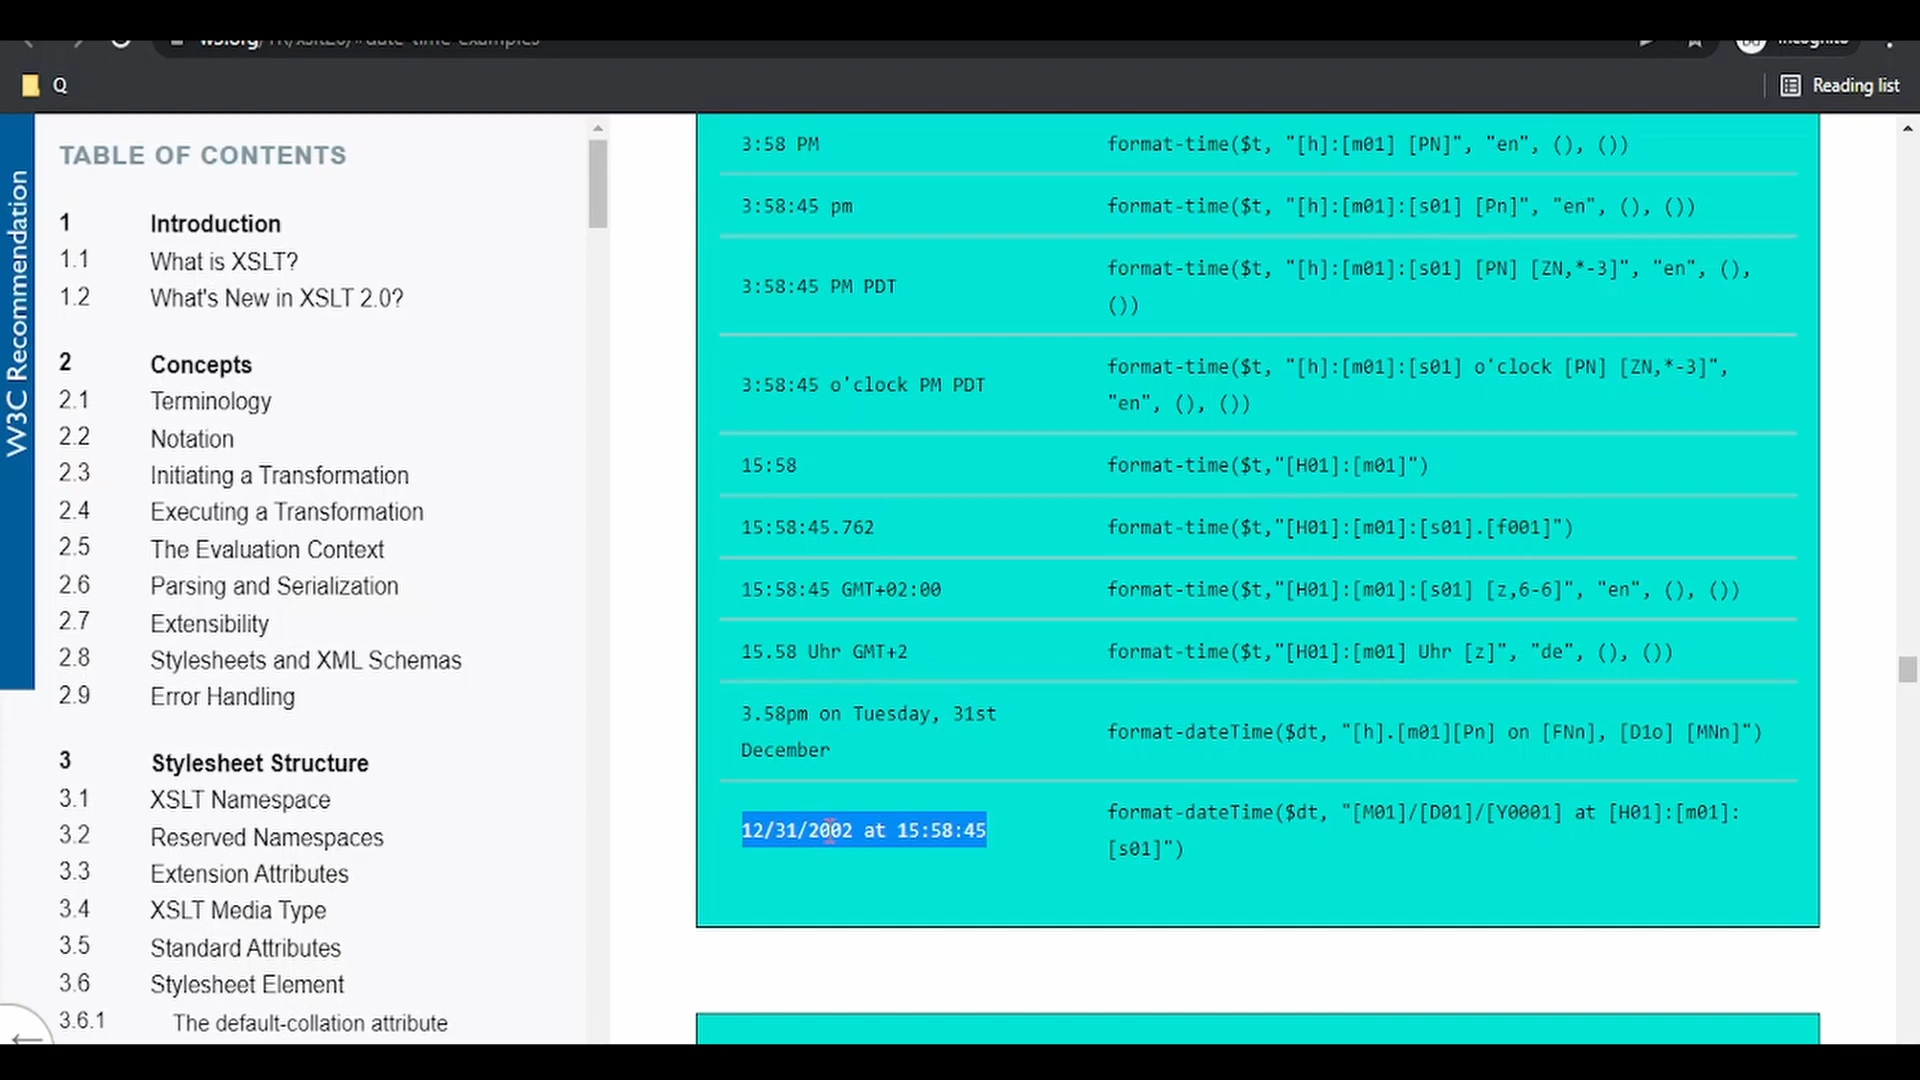 w3.org/TR/xslt20/#date-time-examples
Incognito
Q
Reading list
W3C Recommendation
TABLE OF CONTENTS
1 Introduction
1.1 What is XSLT?
1.2 What's New in XSLT 2.0?
2 Concepts
2.1 Terminology
2.2 Notation
2.3 Initiating a Transformation
2.4 Executing a Transformation
2.5 The Evaluation Context
2.6 Parsing and Serialization
2.7 Extensibility
2.8 Stylesheets and XML Schemas
2.9 Error Handling
3 Stylesheet Structure
3.1 XSLT Namespace
3.2 Reserved Namespaces
3.3 Extension Attributes
3.4 XSLT Media Type
3.5 Standard Attributes
3.6 Stylesheet Element
3.6.1 The default-collation attribute
3:58 PM
format-time($t, "[h]:[m01] [PN]", "en", (), ())
3:58:45 pm
format-time($t, "[h]:[m01]:[s01] [Pn]", "en", (), ())
3:58:45 PM PDT
format-time($t, "[h]:[m01]:[s01] [PN] [ZN,*-3]", "en", (),
())
3:58:45 o'clock PM PDT
format-time($t, "[h]:[m01]:[s01] o'clock [PN] [ZN,*-3]",
"en", (), ())
15:58
format-time($t,"[H01]:[m01]")
15:58:45.762
format-time($t,"[H01]:[m01]:[s01].[f001]")
15:58:45 GMT+02:00
format-time($t,"[H01]:[m01]:[s01] [z,6-6]", "en", (), ())
15.58 Uhr GMT+2
format-time($t,"[H01]:[m01] Uhr [z]", "de", (), ())
3.58pm on Tuesday, 31st
December
format-dateTime($dt, "[h].[m01][Pn] on [FNn], [D1o] [MNn]")
12/31/2002 at 15:58:45
format-dateTime($dt, "[M01]/[D01]/[Y0001] at [H01]:[m01]:
[s01]")